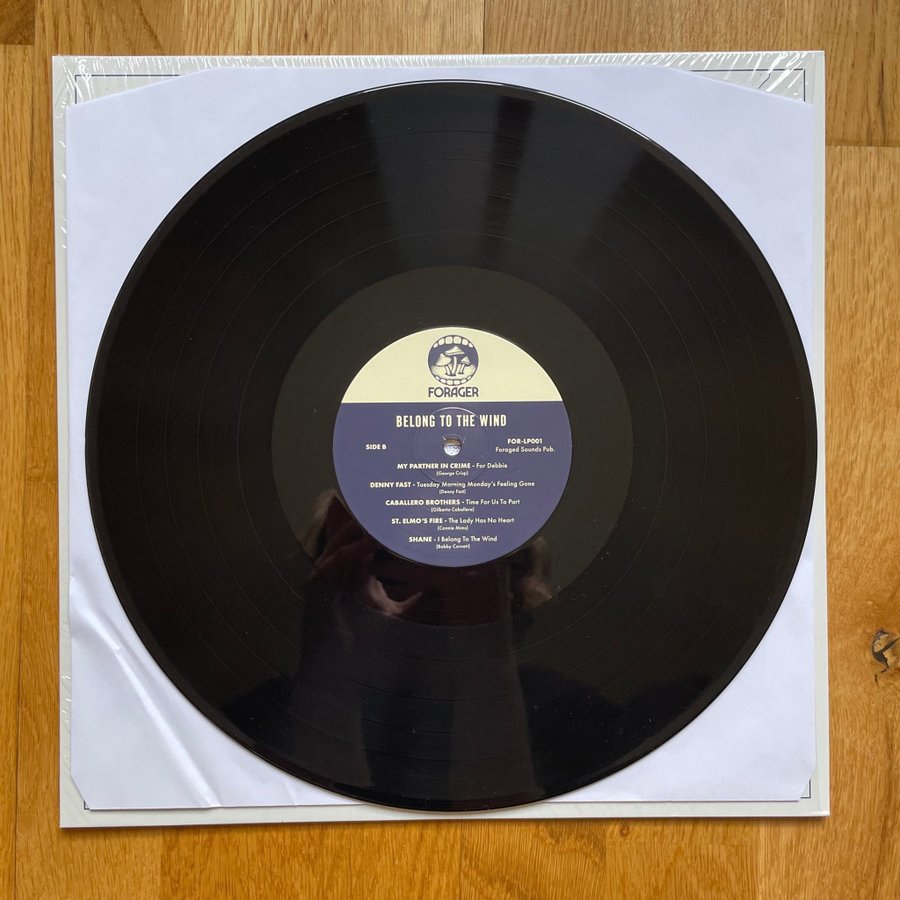 FORAGER
BELONG TO THE WIND
SIDE B
FOR-LP001
Foraged Sounds Pub.
MY PARTNER IN CRIME - For Debbie
(George Crisp)
DENNY FAST - Tuesday Morning Monday's Feeling Gone
(Denny Fast)
CABALLERO BROTHERS - Time For Us To Part
(Gilberto Caballero)
ST. ELMO'S FIRE - The Lady Has No Heart
(Connie Mims)
SHANE - I Belong To The Wind
(Bobby Cornett)